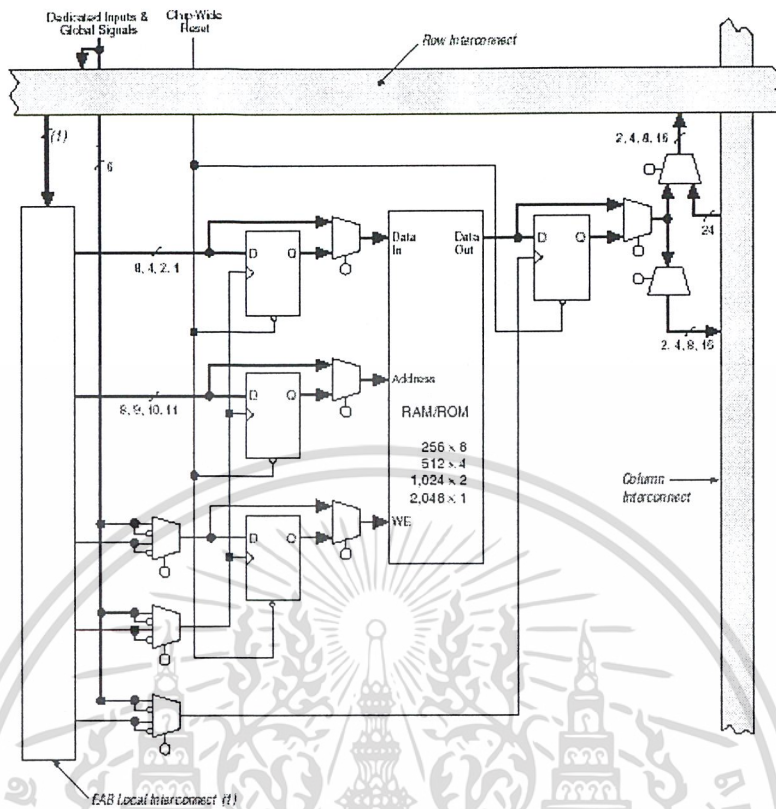 Dedicated Inputs &
Global Signals
Chip-Wide
Reset
Row Interconnect
(1)
6
2, 4, 8, 16
24
D Q
Data
In
Data
Out
D Q
8, 4, 2, 1
2, 4, 8, 16
D Q
Address
8, 9, 10, 11
RAM/ROM
256 × 8
512 × 4
1,024 × 2
2,048 × 1
Column
Interconnect
D Q
WE
EAB Local Interconnect (1)